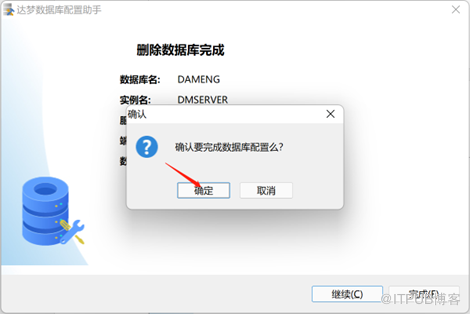 达梦数据库配置助手
删除数据库完成
数据库名: DAMENG
实例名: DMSERVER
确认
确认要完成数据库配置么?
确定
取消
继续(C)
完成(F)
@ITPUB博客